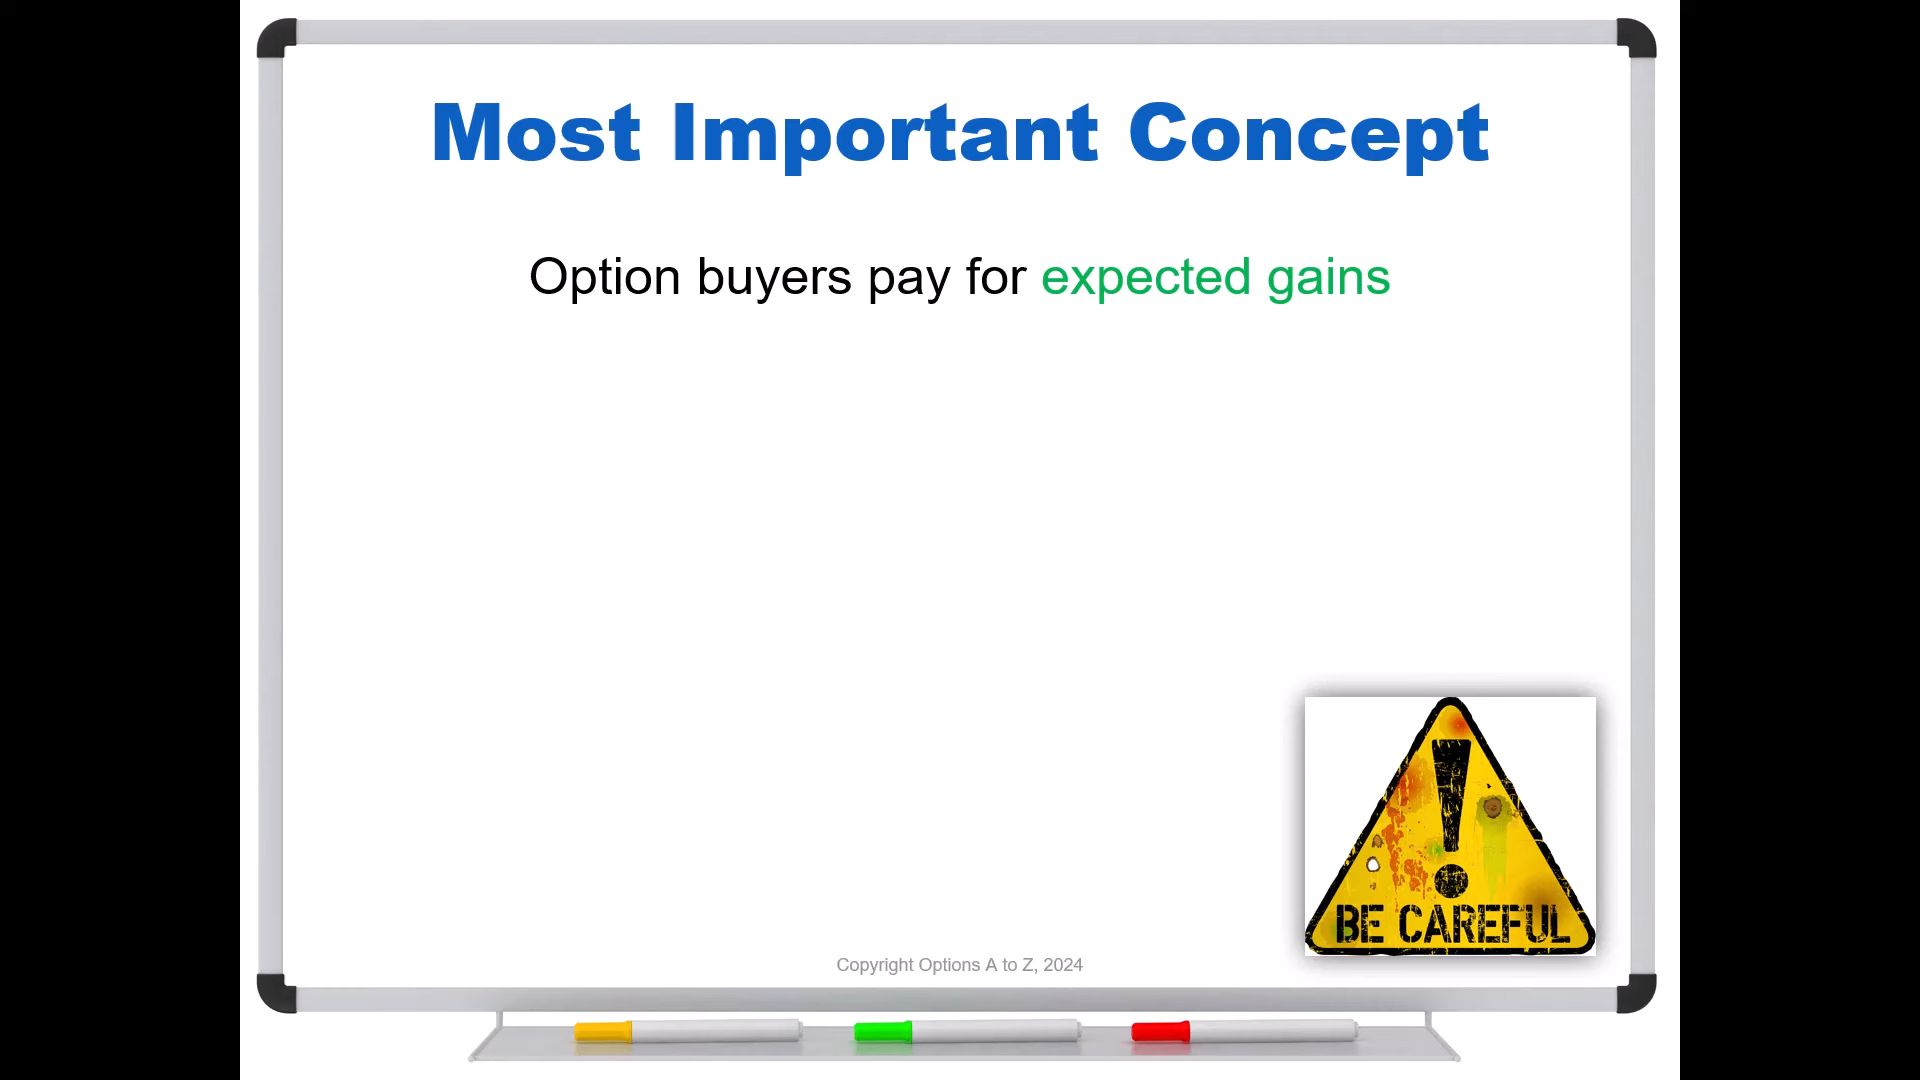 Most Important Concept
Option buyers pay for expected gains
BE CAREFUL
Copyright Options A to Z, 2024